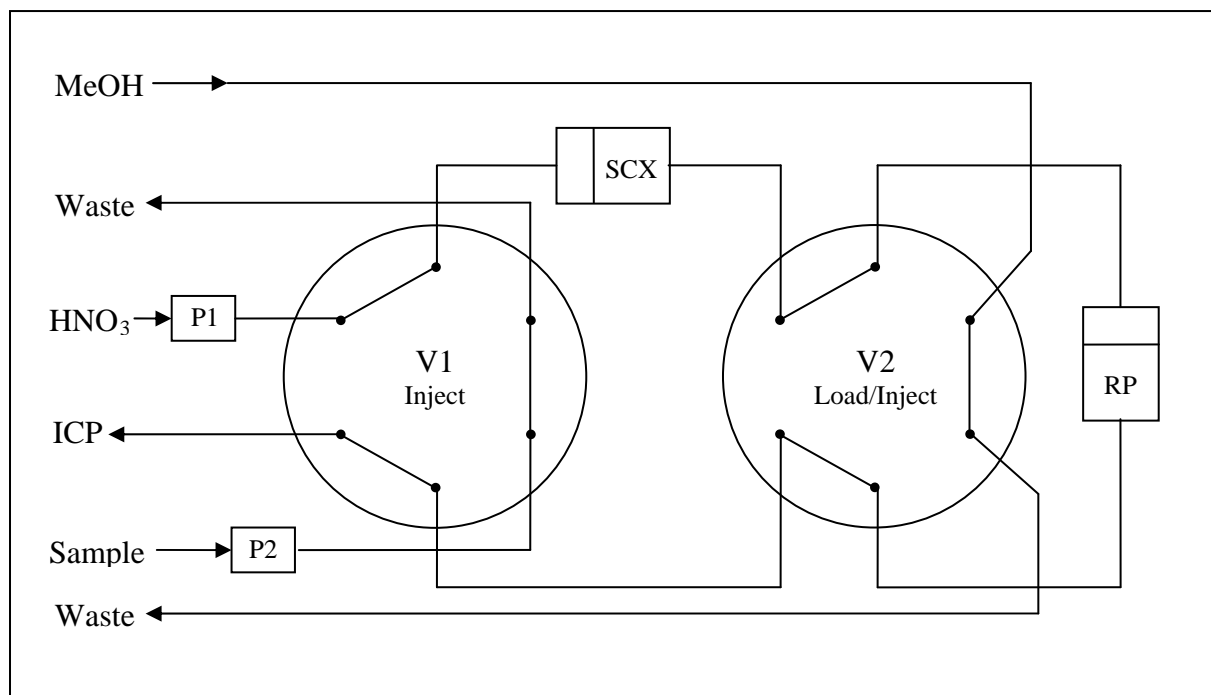 MeOH
SCX
Waste
HNO₃
P1
V1
Inject
V2
Load/Inject
RP
ICP
Sample
P2
Waste